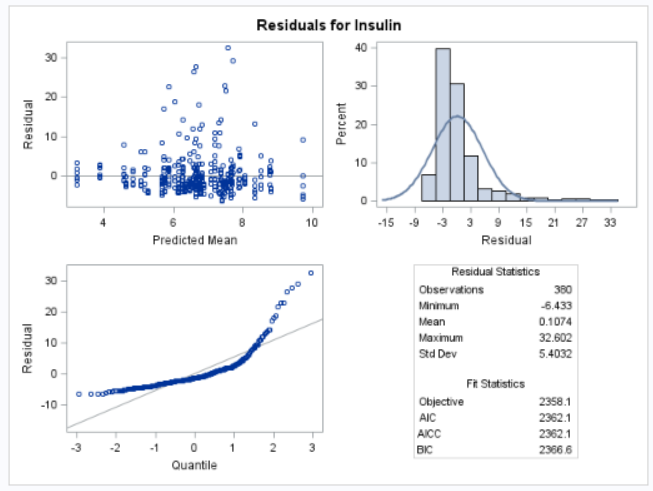 Residuals for Insulin
30
20
10
0
Residual
4 6 8 10
Predicted Mean
40
30
20
10
0
Percent
-15 -9 -3 3 9 15 21 27 33
Residual
30
20
10
0
-10
Residual
-3 -2 -1 0 1 2 3
Quantile
Residual Statistics
Observations 380
Minimum -6.433
Mean 0.1074
Maximum 32.602
Std Dev 5.4032
Fit Statistics
Objective 2358.1
AIC 2362.1
AICC 2362.1
BIC 2366.6